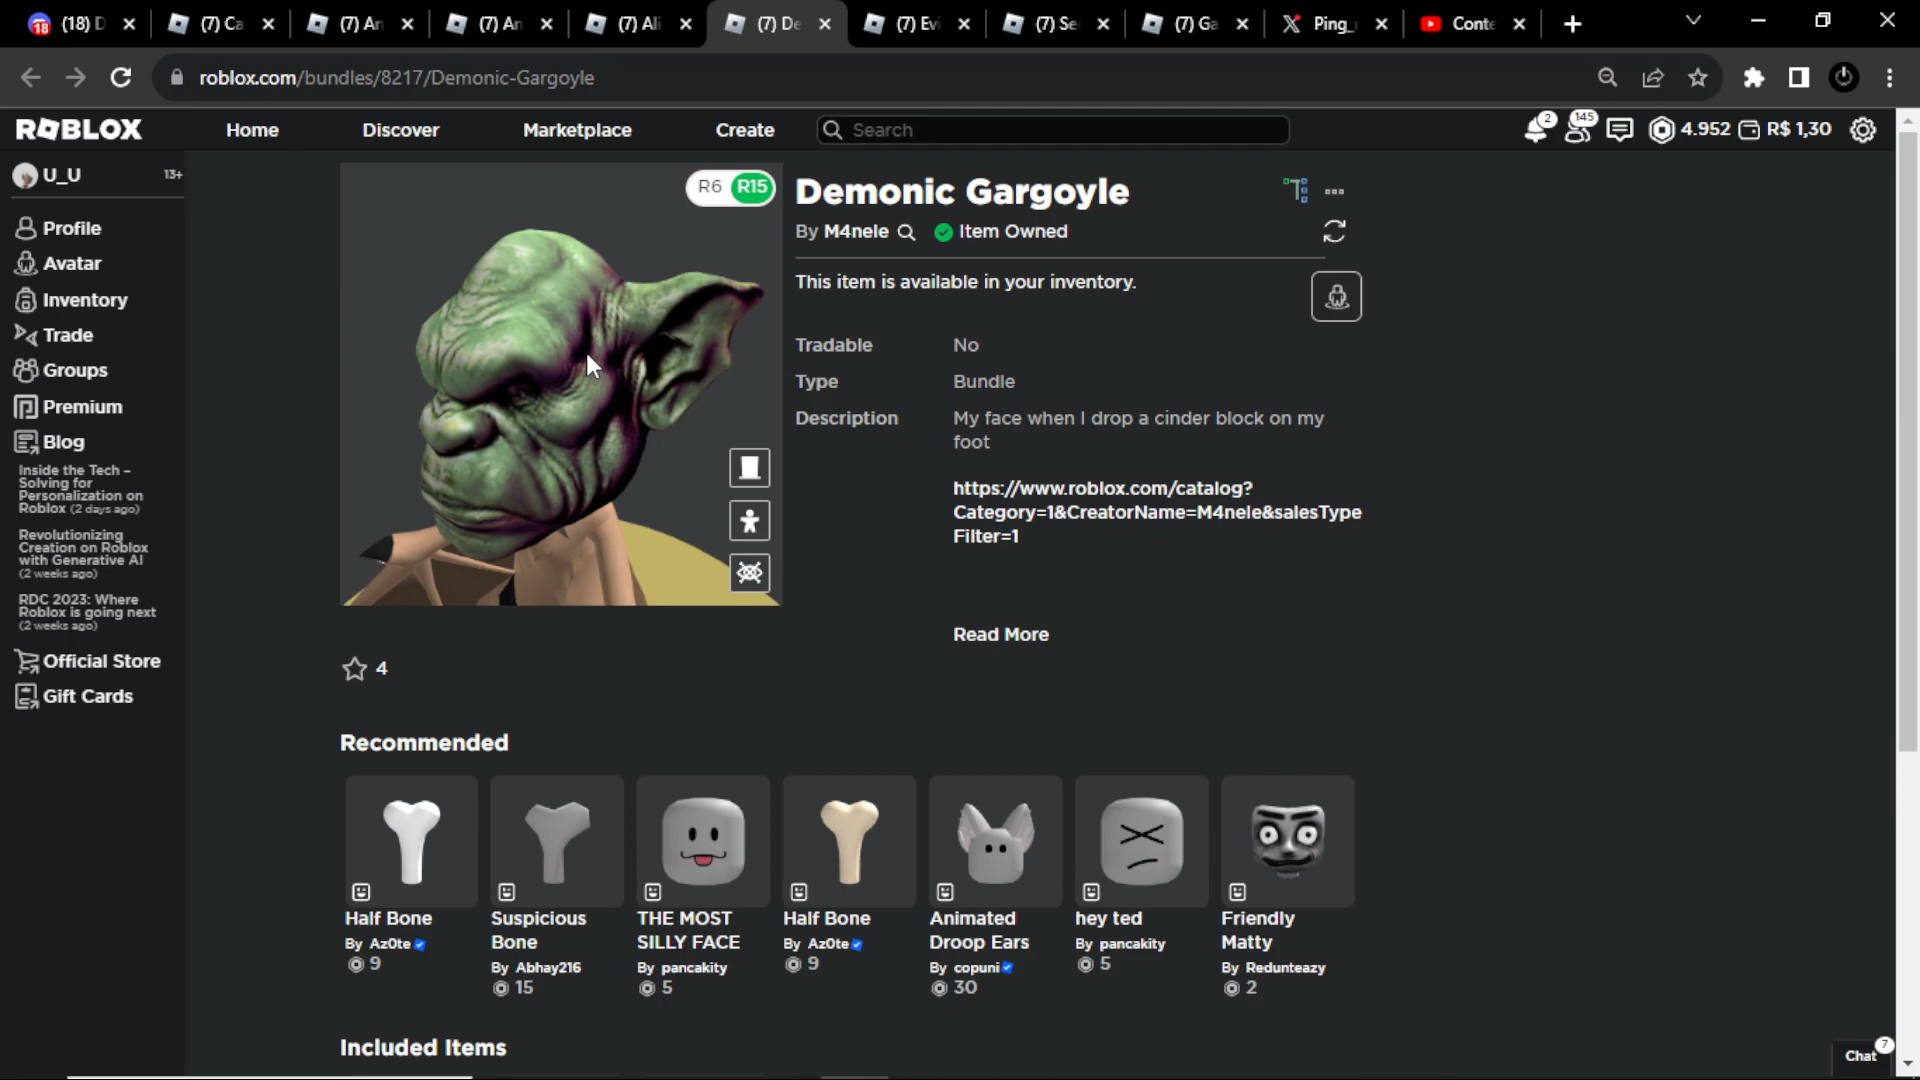 (18) D
(7) Ca
(7) An
(7) An
(7) Ali
(7) De
(7) Evi
(7) Se
(7) Ga
Ping_
Conte
roblox.com/bundles/8217/Demonic-Gargoyle
ROBLOX
Home
Discover
Marketplace
Create
Search
2
145
4.952
R$ 1,30
U_U
13+
Profile
Avatar
Inventory
Trade
Groups
Premium
Blog
Inside the Tech –
Solving for
Personalization on
Roblox (2 days ago)
Revolutionizing
Creation on Roblox
with Generative AI
(2 weeks ago)
RDC 2023: Where
Roblox is going next
(2 weeks ago)
Official Store
Gift Cards
R6 R15
Demonic Gargoyle
By M4nele
Item Owned
This item is available in your inventory.
Tradable No
Type Bundle
Description My face when I drop a cinder block on my
foot
https://www.roblox.com/catalog?
Category=1&CreatorName=M4nele&salesType
Filter=1
Read More
4
Recommended
Half Bone
By Az0te
9
Suspicious
Bone
By Abhay216
15
THE MOST
SILLY FACE
By pancakity
5
Half Bone
By Az0te
9
Animated
Droop Ears
By copuni
30
hey ted
By pancakity
5
Friendly
Matty
By Redunteazy
2
Included Items
Chat
7